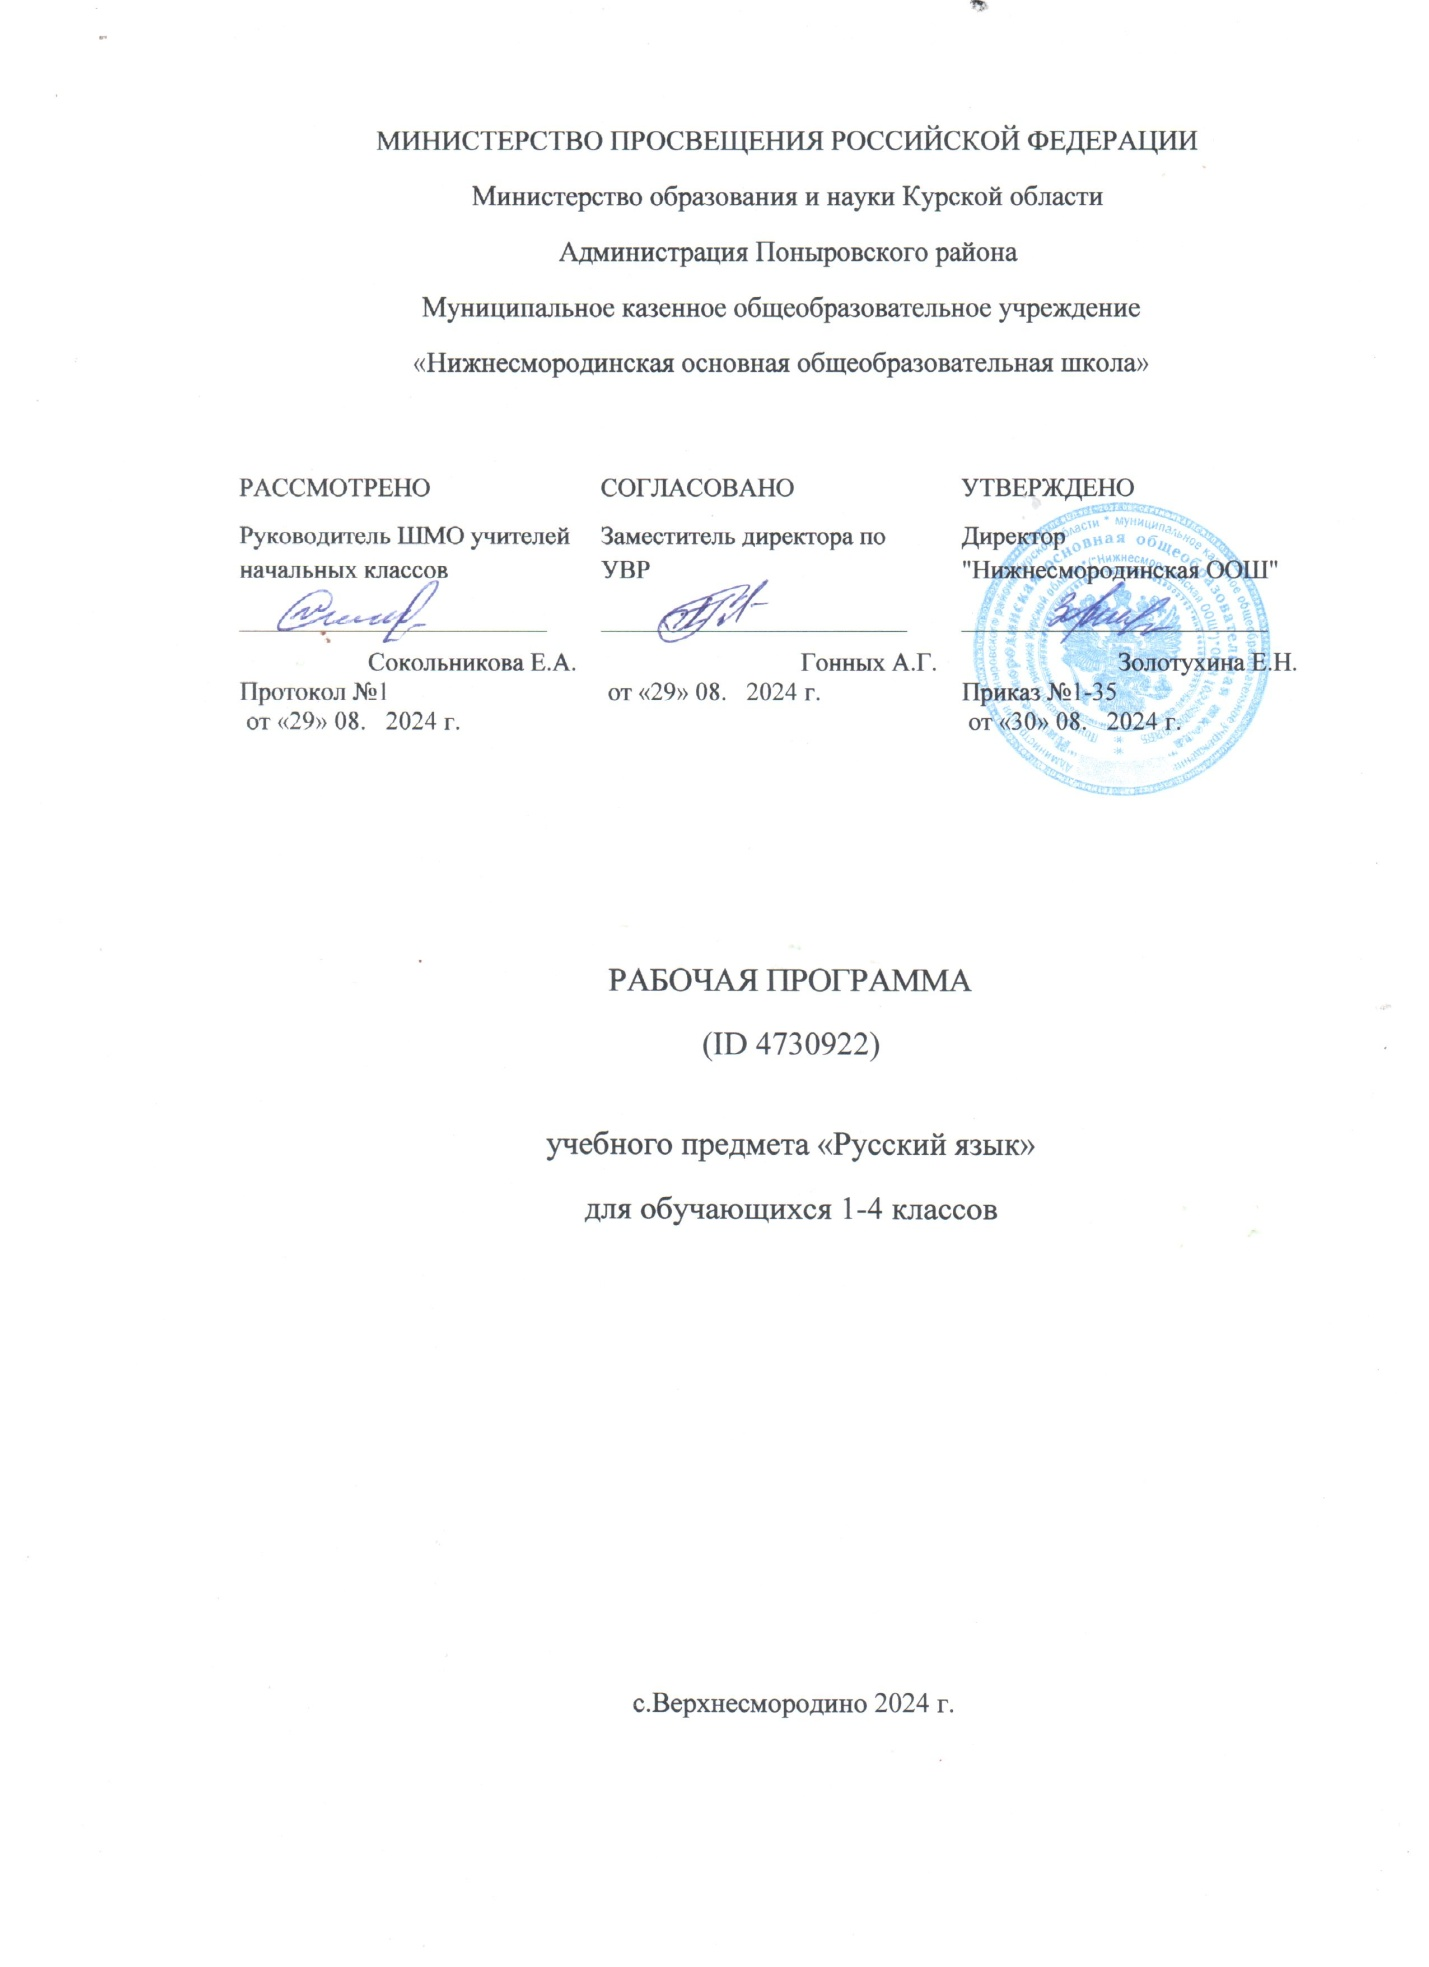 МИНИСТЕРСТВО ПРОСВЕЩЕНИЯ РОССИЙСКОЙ ФЕДЕРАЦИИ
Министерство образования и науки Курской области
Администрация Поныровского района
Муниципальное казенное общеобразовательное учреждение
«Нижнесмородинская основная общеобразовательная школа»
РАССМОТРЕНО
Руководитель ШМО учителей
начальных классов
Сокольникова Е.А.
Протокол №1
от «29» 08. 2024 г.
СОГЛАСОВАНО
Заместитель директора по
УВР
Гонных А.Г.
от «29» 08. 2024 г.
УТВЕРЖДЕНО
Директор
"Нижнесмородинская ООШ"
Золотухина Е.Н.
Приказ №1-35
от «30» 08. 2024 г.
РАБОЧАЯ ПРОГРАММА
(ID 4730922)
учебного предмета «Русский язык»
для обучающихся 1-4 классов
с.Верхнесмородино 2024 г.